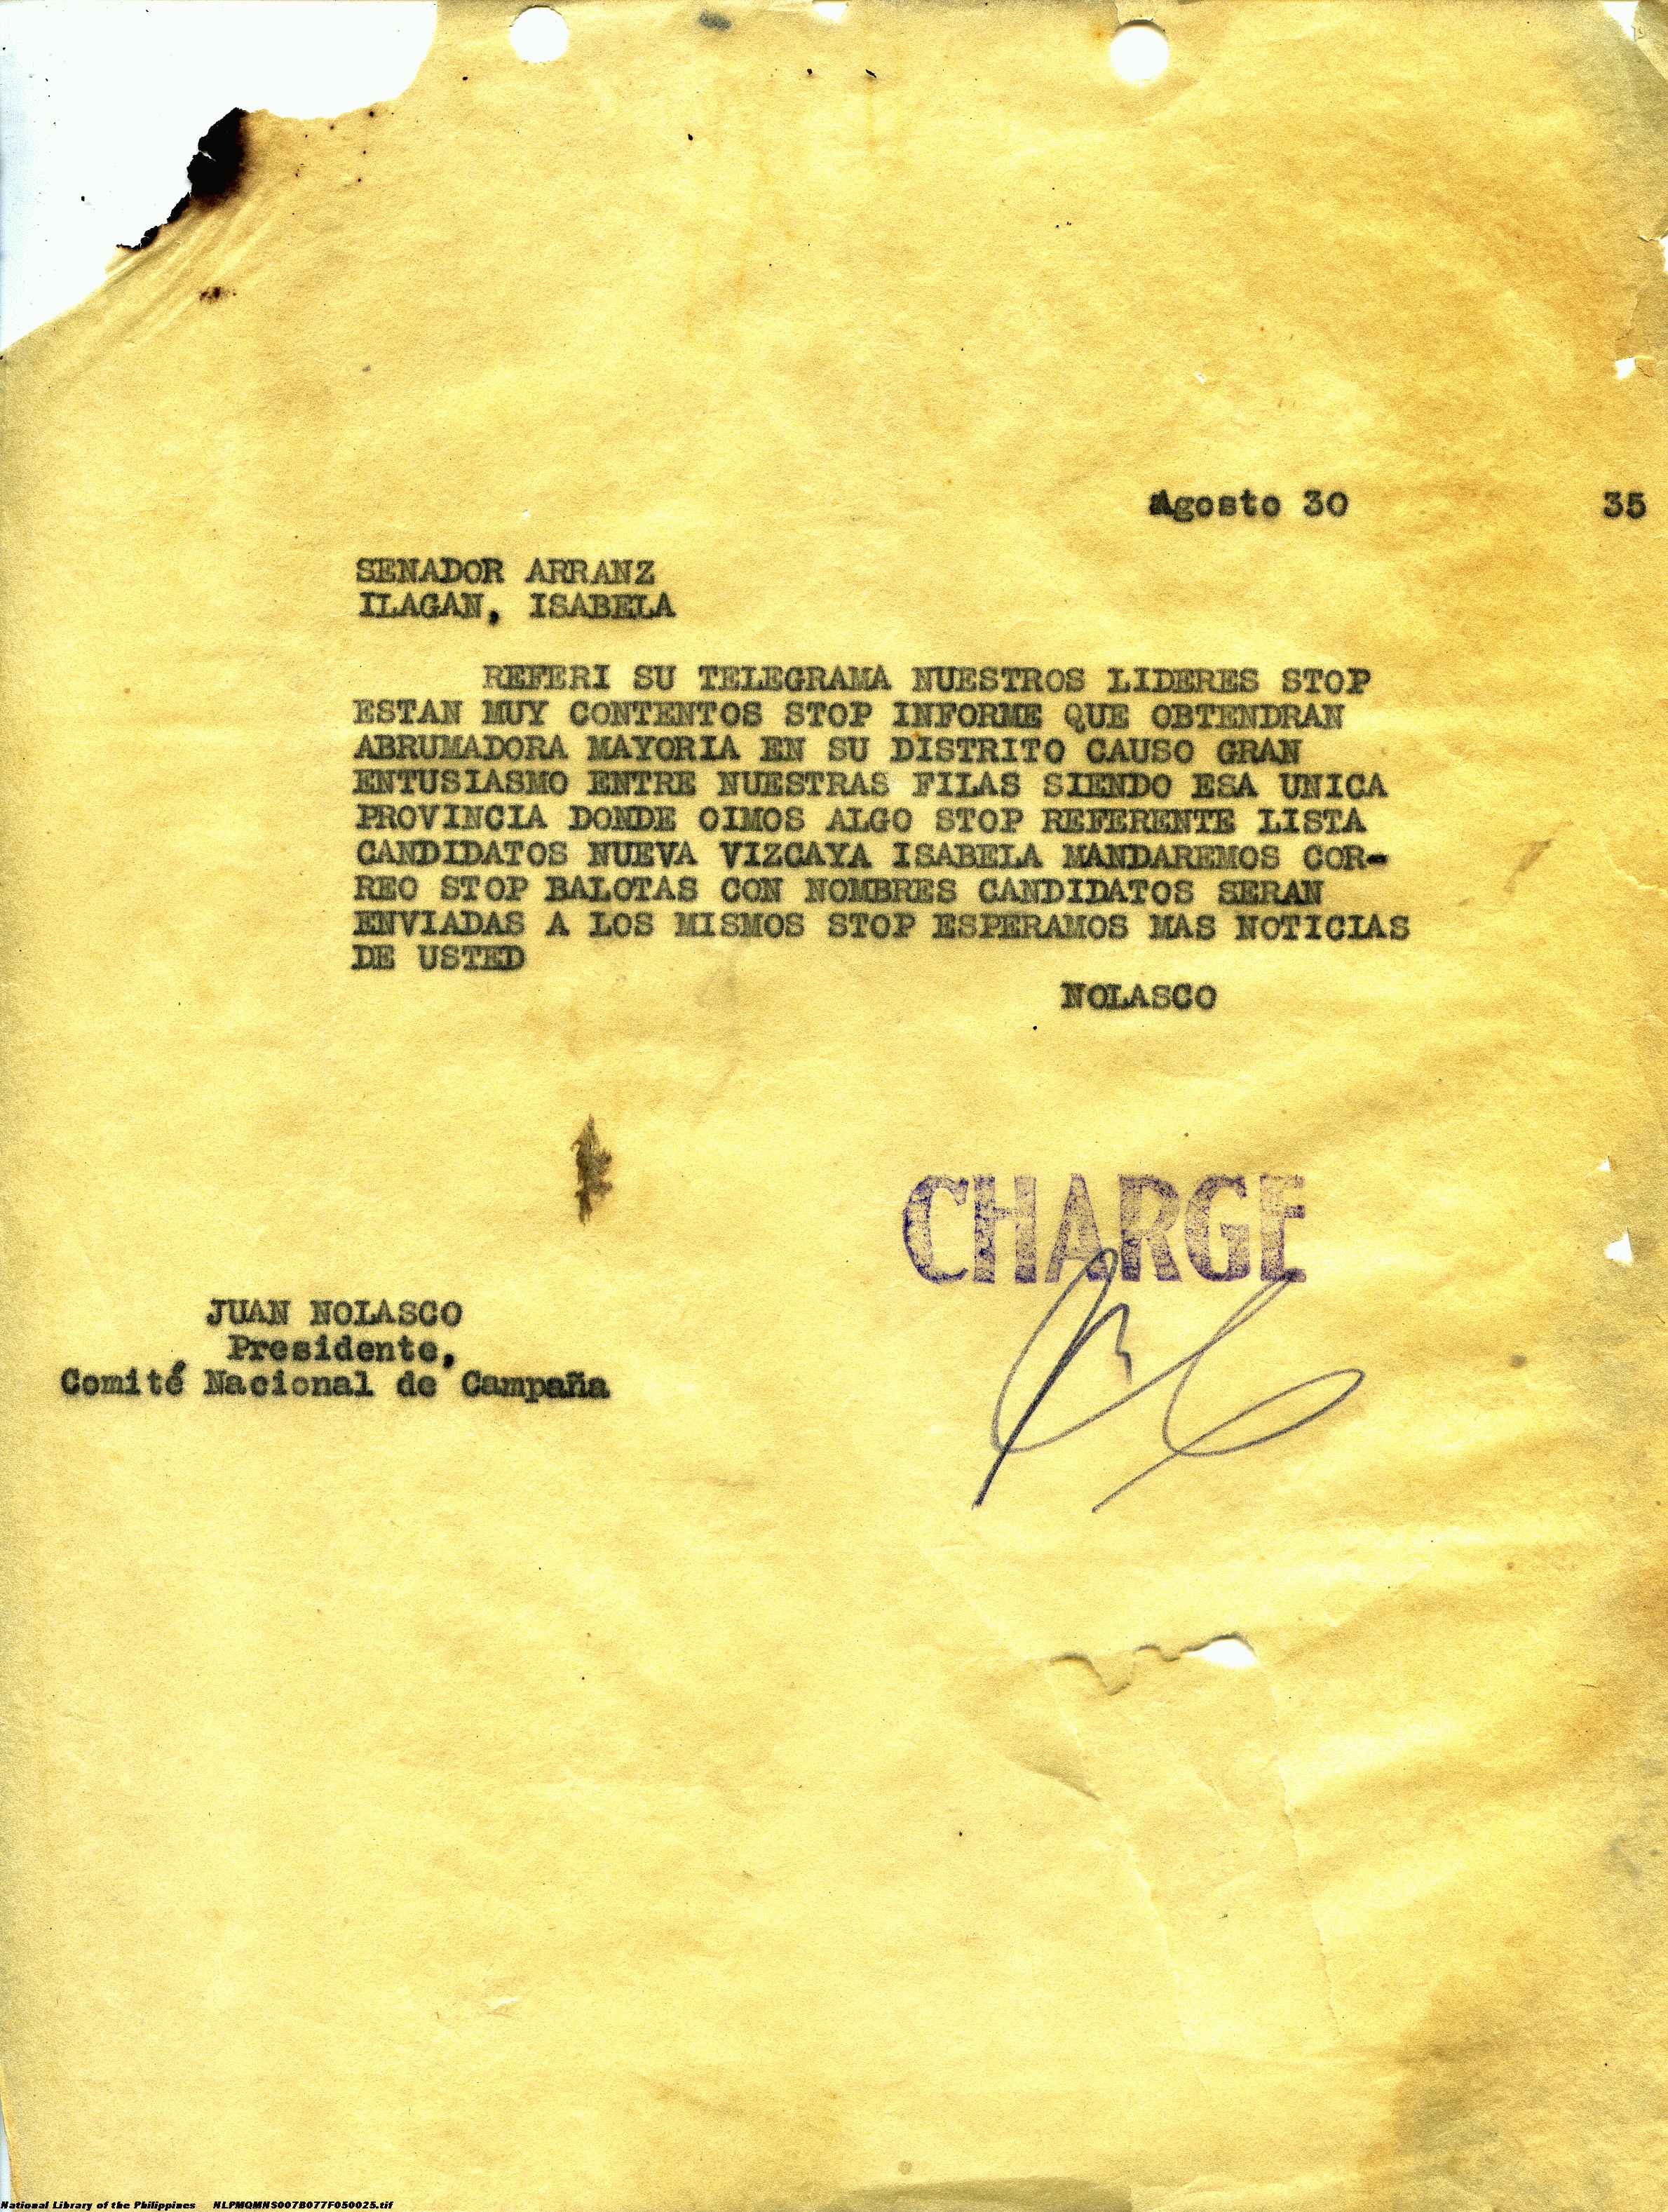 Agosto 30 35
SENADOR ARRANZ
ILAGAN, ISABELA
REFERI SU TELEGRAMA NUESTROS LIDERES STOP
ESTAN MUY CONTENTOS STOP INFORME QUE OBTENDRAN
ABRUMADORA MAYORIA EN SU DISTRITO CAUSO GRAN
ENTUSIASMO ENTRE NUESTRAS FILAS SIENDO ESA UNICA
PROVINCIA DONDE OIMOS ALGO STOP REFERENTE LISTA
CANDIDATOS NUEVA VIZCAYA ISABELA MANDAREMOS COR-
REO STOP BALOTAS CON NOMBRES CANDIDATOS SERAN
ENVIADAS A LOS MISMOS STOP ESPERAMOS MAS NOTICIAS
DE USTED
NOLASCO
CHARGE
JUAN NOLASCO
Presidente,
Comité Nacional de Campaña
National Library of the Philippines NLPMQMNS007B077F050025.tif